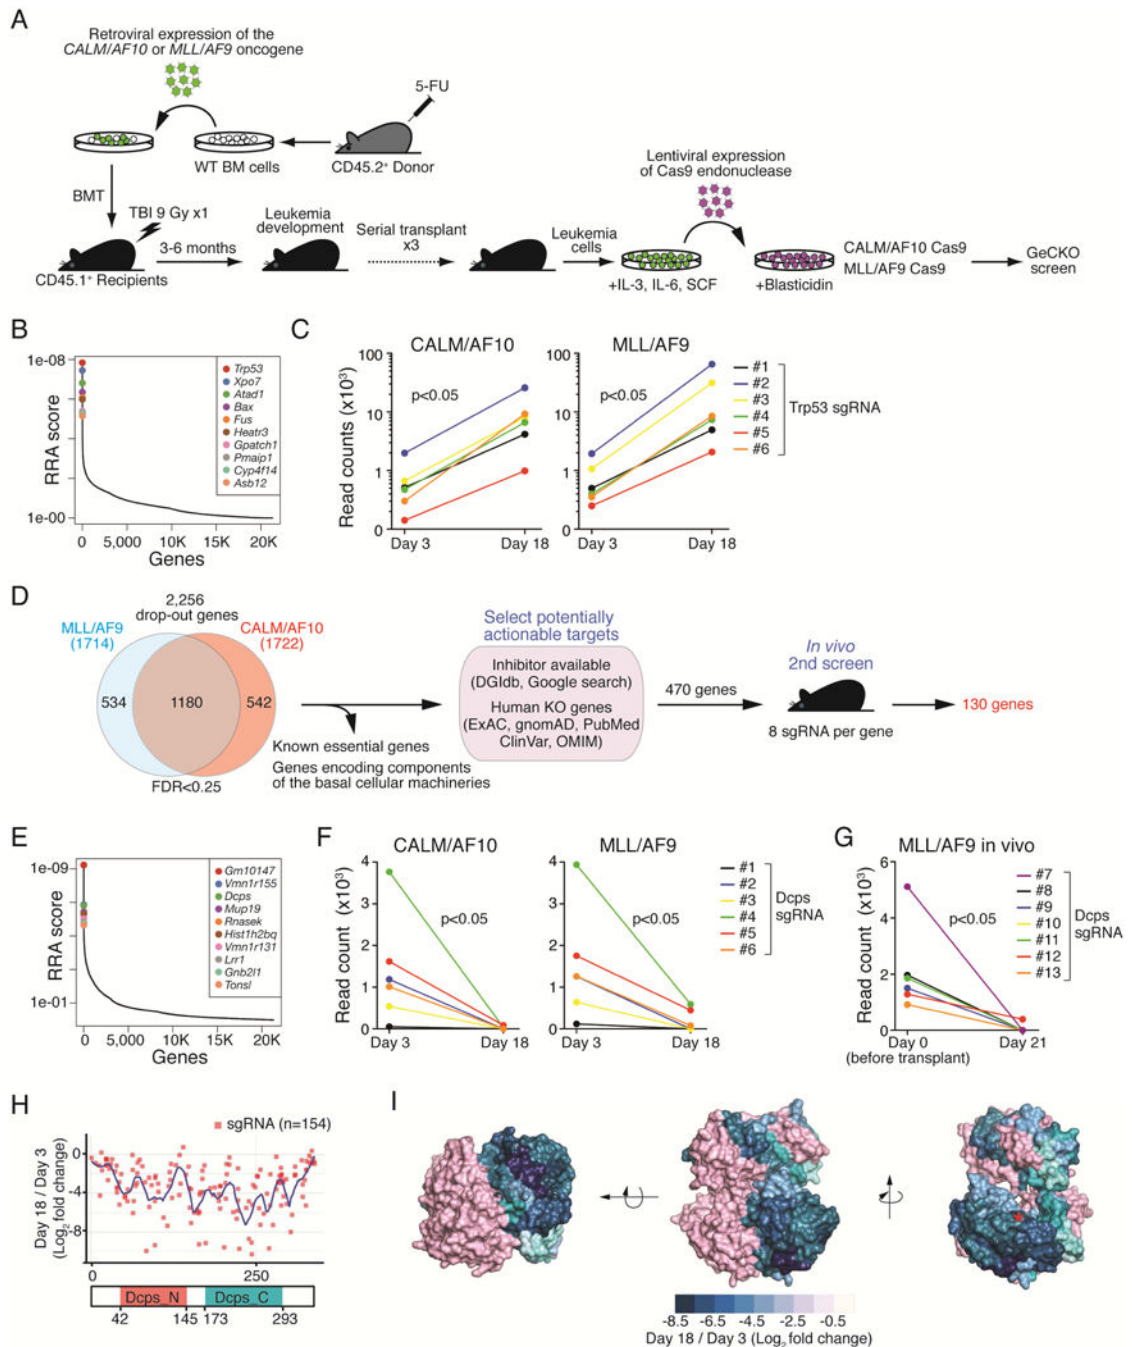 A
Retroviral expression of the
CALM/AF10 or MLL/AF9 oncogene
5-FU
WT BM cells
CD45.2+ Donor
BMT
TBI 9 Gy x1
3-6 months
CD45.1+ Recipients
Leukemia
development
Serial transplant
x3
Leukemia
cells
+IL-3, IL-6, SCF
Lentiviral expression
of Cas9 endonuclease
+Blasticidin
CALM/AF10 Cas9
MLL/AF9 Cas9
GeCKO
screen
B
RRA score
1e-08
1e-00
0
5,000
10K
15K
20K
Genes
Trp53
Xpo7
Atad1
Bax
Fus
Heatr3
Gpatch1
Pmaip1
Cyp4f14
Asb12
C
CALM/AF10
MLL/AF9
Read counts (x10³)
100
10
1
0
p<0.05
Day 3
Day 18
100
10
1
0
p<0.05
Day 3
Day 18
#1
#2
#3
#4
#5
#6
Trp53 sgRNA
D
2,256
drop-out genes
MLL/AF9
(1714)
CALM/AF10
(1722)
534
1180
542
FDR<0.25
Known essential genes
Genes encoding components
of the basal cellular machineries
Select potentially
actionable targets
Inhibitor available
(DGIdb, Google search)
Human KO genes
(ExAC, gnomAD, PubMed
ClinVar, OMIM)
470 genes
In vivo
2nd screen
8 sgRNA per gene
130 genes
E
RRA score
1e-09
1e-01
0
5,000
10K
15K
20K
Genes
Gm10147
Vmn1r155
Dcps
Mup19
Rnasek
Hist1h2bq
Vmn1r131
Lrr1
Gnb2l1
Tonsl
F
CALM/AF10
MLL/AF9
Read count (x10³)
4
3
2
1
0
p<0.05
Day 3
Day 18
4
3
2
1
0
p<0.05
Day 3
Day 18
#1
#2
#3
#4
#5
#6
Dcps
sgRNA
G
MLL/AF9 in vivo
Read count (x10³)
6
4
2
0
p<0.05
Day 0
(before transplant)
Day 21
#7
#8
#9
#10
#11
#12
#13
Dcps
sgRNA
H
sgRNA (n=154)
Day 18 / Day 3
(Log₂ fold change)
0
-4
-8
0
250
Dcps_N
Dcps_C
42
145
173
293
I
-8.5
-6.5
-4.5
-2.5
-0.5
Day 18 / Day 3 (Log₂ fold change)